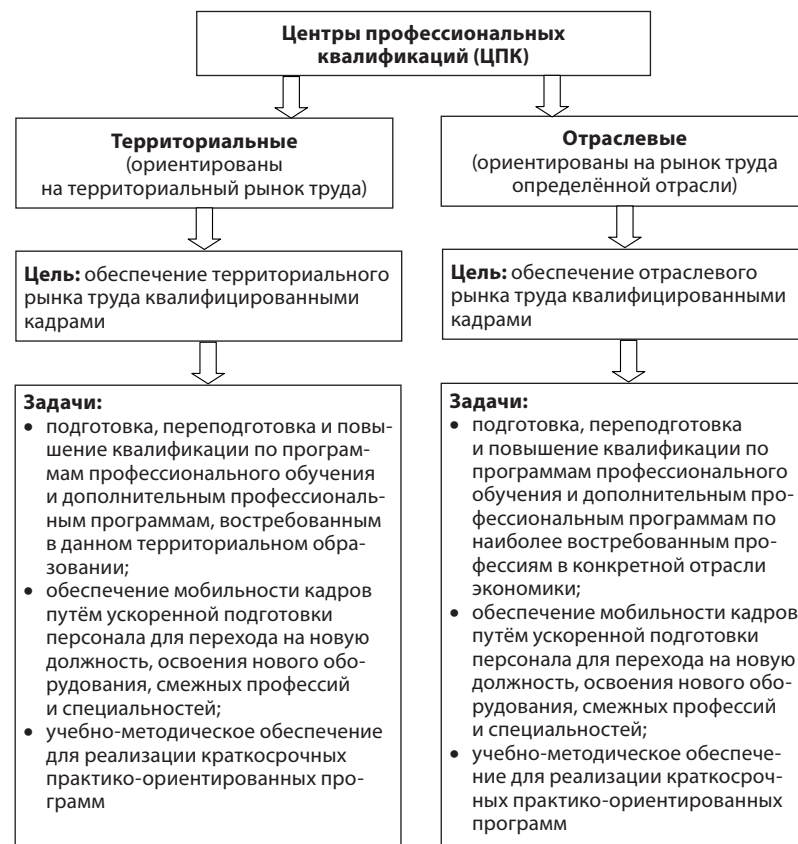 Центры профессиональных
квалификаций (ЦПК)
Территориальные
(ориентированы
на территориальный рынок труда)
Цель: обеспечение территориального
рынка труда квалифицированными
кадрами
Задачи:
• подготовка, переподготовка и повы-
шение квалификации по програм-
мам профессионального обучения
и дополнительным профессиональ-
ным программам, востребованным
в данном территориальном обра-
зовании;
• обеспечение мобильности кадров
путём ускоренной подготовки
персонала для перехода на новую
должность, освоения нового обо-
рудования, смежных профессий
и специальностей;
• учебно-методическое обеспечение
для реализации краткосрочных
практико-ориентированных про-
грамм
Отраслевые
(ориентированы на рынок труда
определённой отрасли)
Цель: обеспечение отраслевого
рынка труда квалифицированными
кадрами
Задачи:
• подготовка, переподготовка
и повышение квалификации по
программам профессионального
обучения и дополнительным про-
фессиональным программам по
наиболее востребованным про-
фессиям в конкретной отрасли
экономики;
• обеспечение мобильности кадров
путём ускоренной подготовки
персонала для перехода на новую
должность, освоения нового обо-
рудования, смежных профессий
и специальностей;
• учебно-методическое обеспече-
ние для реализации краткосроч-
ных практико-ориентированных
программ